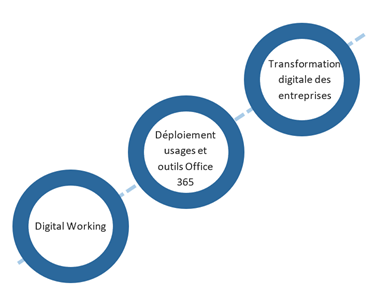 Transformation
digitale des
entreprises
Déploiement
usages et
outils Office
365
Digital Working